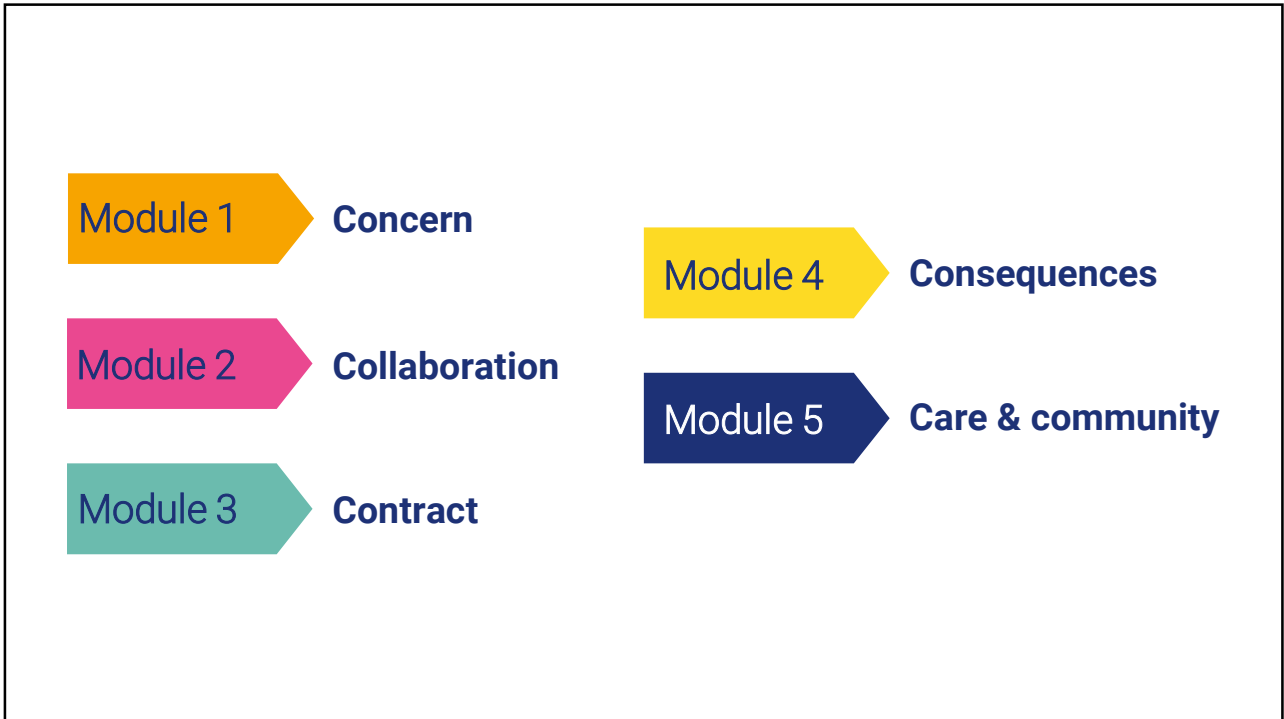 Module 1
Concern
Module 2
Collaboration
Module 3
Contract
Module 4
Consequences
Module 5
Care & community